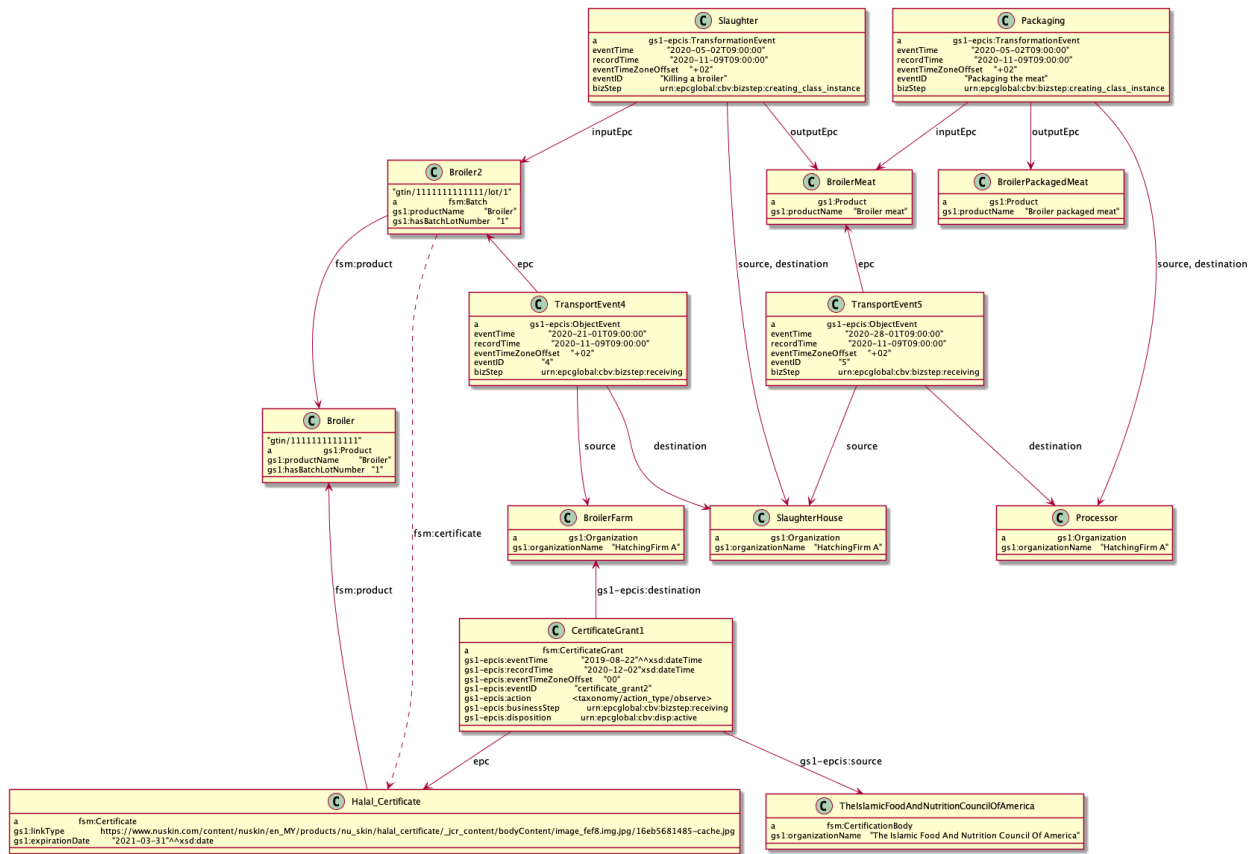 C Slaughter
a gs1-epcis:TransformationEvent
eventTime "2020-05-02T09:00:00"
recordTime "2020-11-09T09:00:00"
eventTimeZoneOffset "+02"
eventID "Killing a broiler"
bizStep urn:epcglobal:cbv:bizstep:creating_class_instance
C Packaging
a gs1-epcis:TransformationEvent
eventTime "2020-05-02T09:00:00"
recordTime "2020-11-09T09:00:00"
eventTimeZoneOffset "+02"
eventID "Packaging the meat"
bizStep urn:epcglobal:cbv:bizstep:creating_class_instance
inputEpc
outputEpc
inputEpc
outputEpc
C Broiler2
"gtin/1111111111111/lot/1"
a fsm:Batch
gs1:productName "Broiler"
gs1:hasBatchLotNumber "1"
C BroilerMeat
a gs1:Product
gs1:productName "Broiler meat"
C BroilerPackagedMeat
a gs1:Product
gs1:productName "Broiler packaged meat"
fsm:product
epc
source, destination
epc
source, destination
C TransportEvent4
a gs1-epcis:ObjectEvent
eventTime "2020-21-01T09:00:00"
recordTime "2020-11-09T09:00:00"
eventTimeZoneOffset "+02"
eventID "4"
bizStep urn:epcglobal:cbv:bizstep:receiving
C TransportEvent5
a gs1-epcis:ObjectEvent
eventTime "2020-28-01T09:00:00"
recordTime "2020-11-09T09:00:00"
eventTimeZoneOffset "+02"
eventID "5"
bizStep urn:epcglobal:cbv:bizstep:receiving
C Broiler
"gtin/1111111111111"
a gs1:Product
gs1:productName "Broiler"
gs1:hasBatchLotNumber "1"
source
destination
source
destination
C BroilerFarm
a gs1:Organization
gs1:organizationName "HatchingFirm A"
C SlaughterHouse
a gs1:Organization
gs1:organizationName "HatchingFirm A"
C Processor
a gs1:Organization
gs1:organizationName "HatchingFirm A"
fsm:certificate
fsm:product
gs1-epcis:destination
C CertificateGrant1
a fsm:CertificateGrant
gs1-epcis:eventTime "2019-08-22"^^xsd:dateTime
gs1-epcis:recordTime "2020-12-02"xsd:dateTime
gs1-epcis:eventTimeZoneOffset "00"
gs1-epcis:eventID "certificate_grant2"
gs1-epcis:action <taxonomy/action_type/observe>
gs1-epcis:businessStep urn:epcglobal:cbv:bizstep:receiving
gs1-epcis:disposition urn:epcglobal:cbv:disp:active
epc
gs1-epcis:source
C Halal_Certificate
a fsm:Certificate
gs1:linkType https://www.nuskin.com/content/nuskin/en_MY/products/nu_skin/halal_certificate/_jcr_content/bodyContent/image_fef8.img.jpg/16eb5681485-cache.jpg
gs1:expirationDate "2021-03-31"^^xsd:date
C TheIslamicFoodAndNutritionCouncilOfAmerica
a fsm:CertificationBody
gs1:organizationName "The Islamic Food And Nutrition Council Of America"